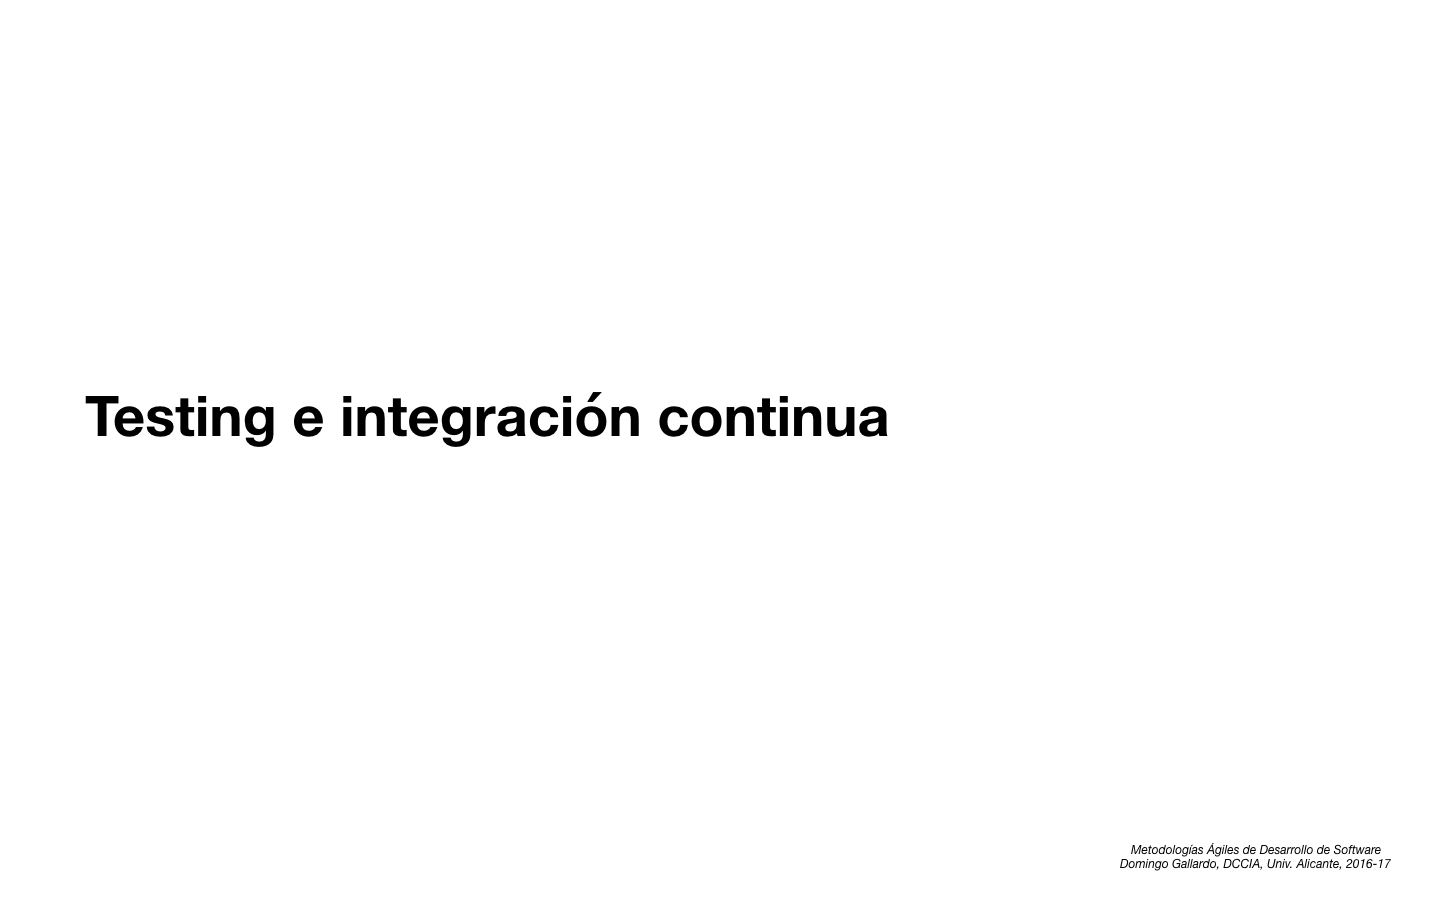 Testing e integración continua
Metodologías Ágiles de Desarrollo de Software
Domingo Gallardo, DCCIA, Univ. Alicante, 2016-17